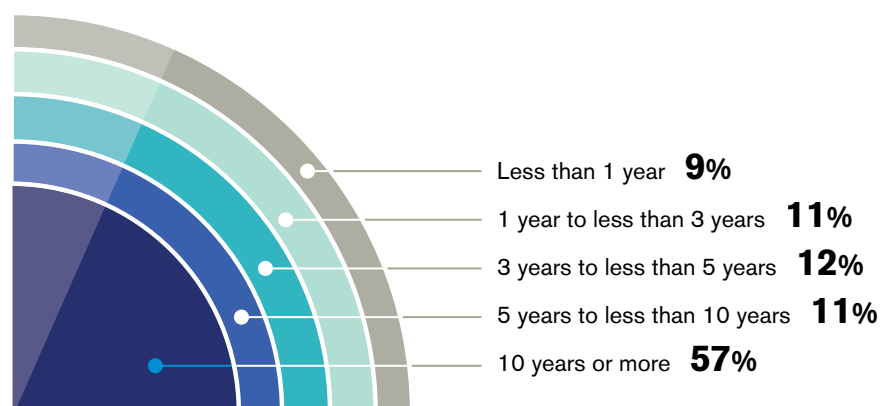 Less than 1 year 9%
1 year to less than 3 years 11%
3 years to less than 5 years 12%
5 years to less than 10 years 11%
10 years or more 57%